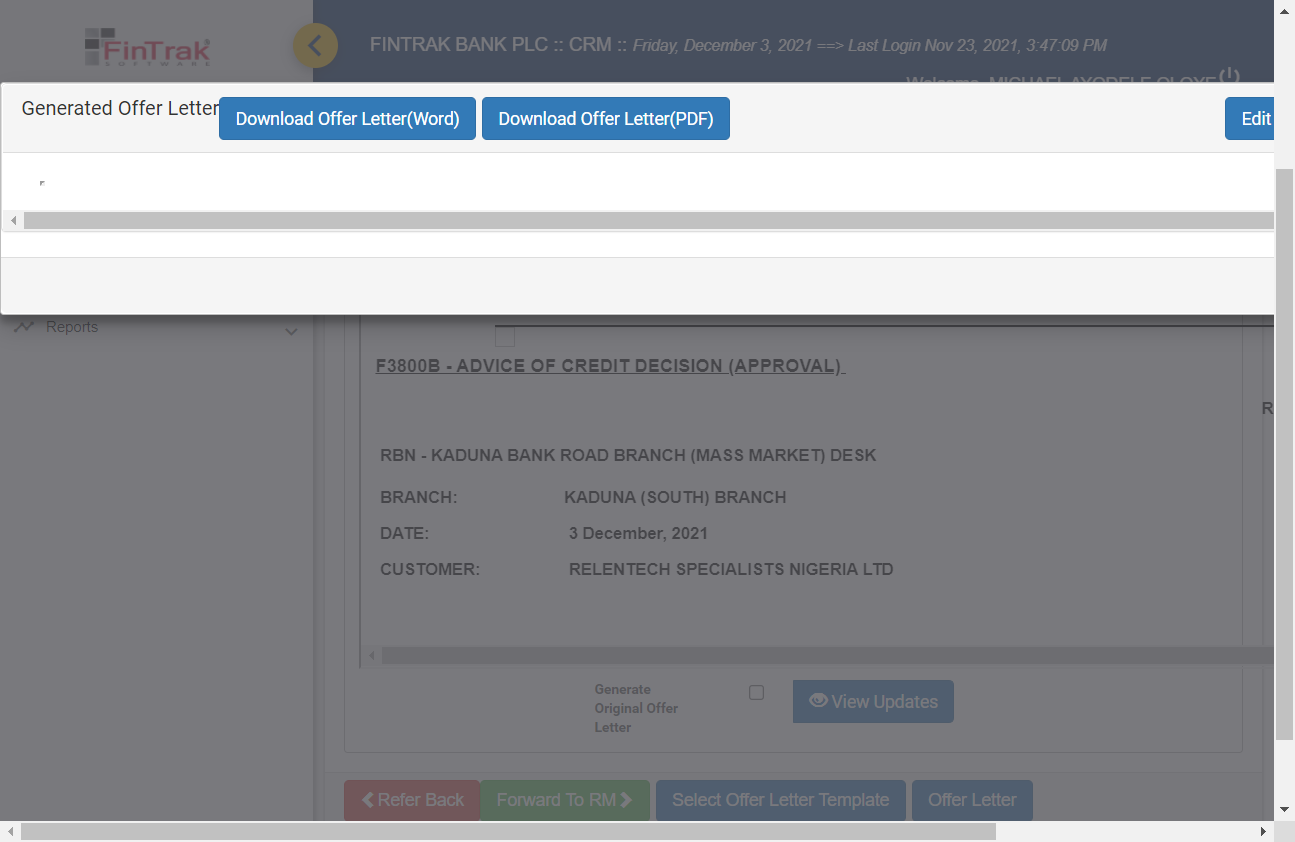 FinTrak
SOFTWARE
FINTRAK BANK PLC :: CRM :: Friday, December 3, 2021 ==> Last Login Nov 23, 2021, 3:47:09 PM
Welcome, MICHAEL AYODELE OLOYE
Generated Offer Letter
Download Offer Letter(Word)
Download Offer Letter(PDF)
Edit
Reports
F3800B - ADVICE OF CREDIT DECISION (APPROVAL)
R
RBN - KADUNA BANK ROAD BRANCH (MASS MARKET) DESK
BRANCH: KADUNA (SOUTH) BRANCH
DATE: 3 December, 2021
CUSTOMER: RELENTECH SPECIALISTS NIGERIA LTD
Generate
Original Offer
Letter
View Updates
Refer Back
Forward To RM
Select Offer Letter Template
Offer Letter